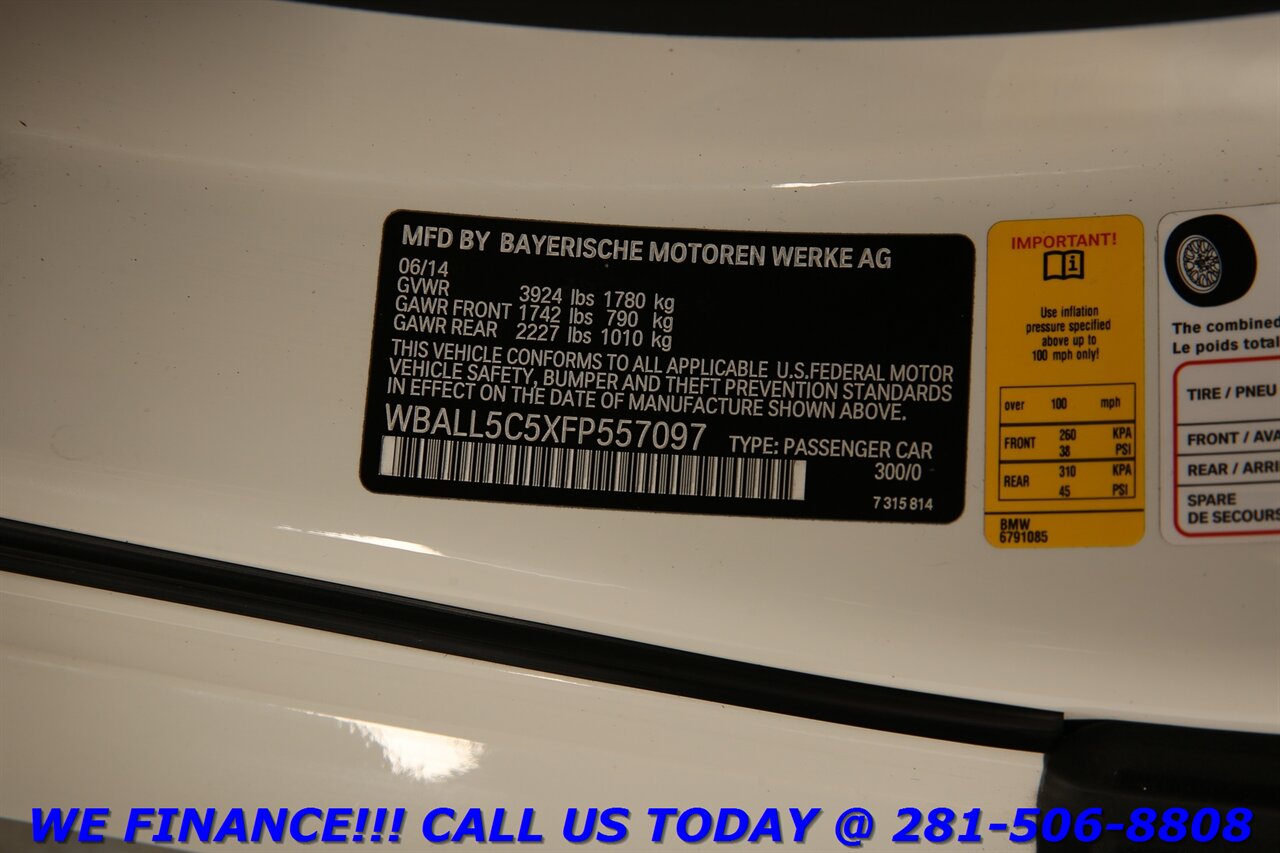 MFD BY BAYERISCHE MOTOREN WERKE AG
06/14
GVWR 3924 lbs 1780 kg
GAWR FRONT 1742 lbs 790 kg
GAWR REAR 2227 lbs 1010 kg
THIS VEHICLE CONFORMS TO ALL APPLICABLE U.S.FEDERAL MOTOR
VEHICLE SAFETY, BUMPER AND THEFT PREVENTION STANDARDS
IN EFFECT ON THE DATE OF MANUFACTURE SHOWN ABOVE.
WBALL5C5XFP557097 TYPE: PASSENGER CAR
300/0
7 315 814
IMPORTANT!
i
Use inflation
pressure specified
above up to
100 mph only!
over 100 mph
FRONT 260 KPA
38 PSI
REAR 310 KPA
45 PSI
BMW
6791085
The combined
Le poids total
TIRE / PNEU
FRONT / AVA
REAR / ARRI
SPARE
DE SECOURS
WE FINANCE!!! CALL US TODAY @ 281-506-8808